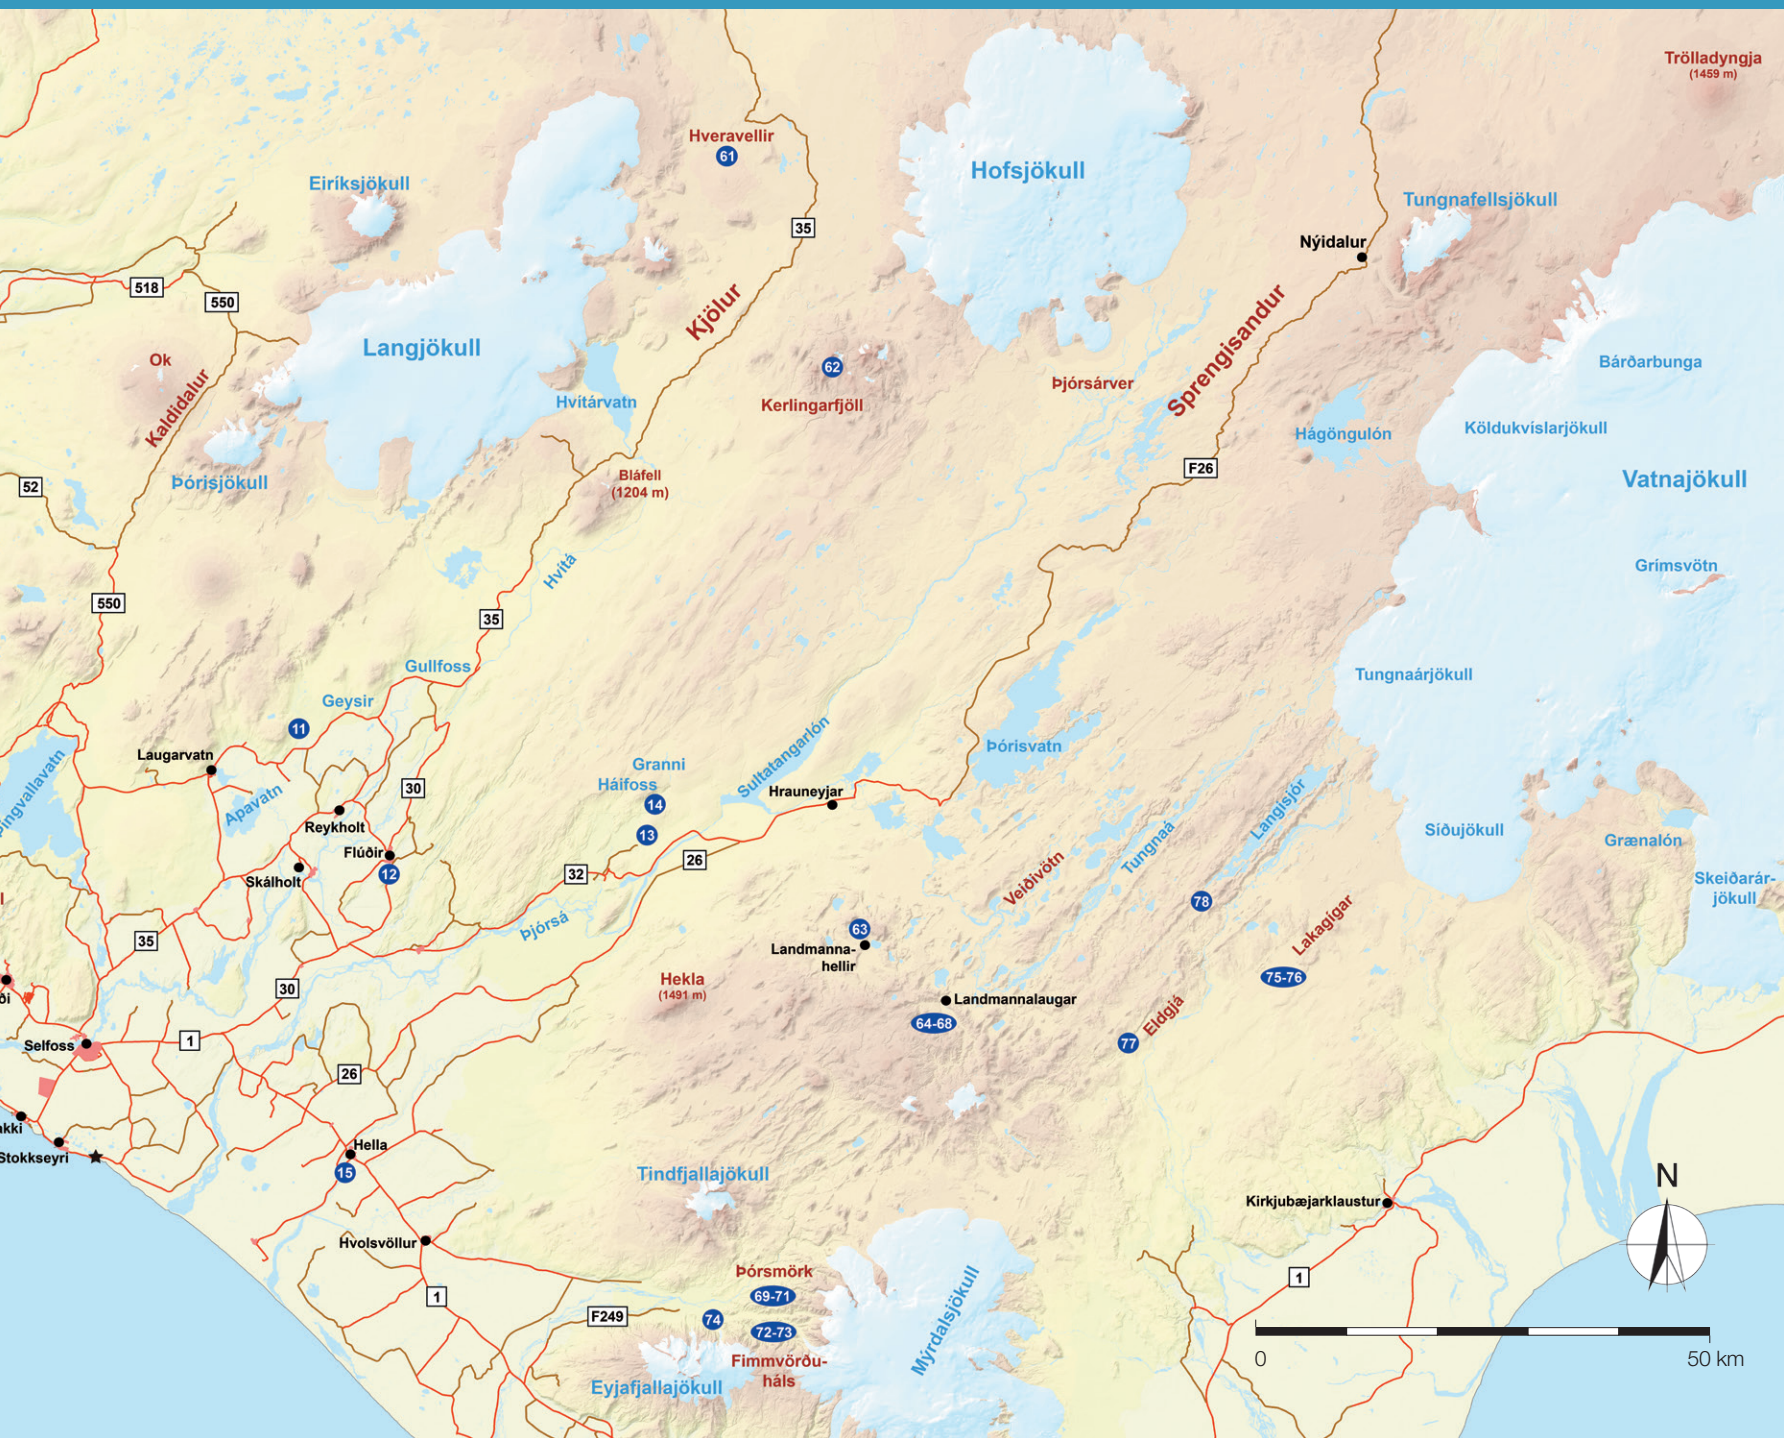 Trölladyngja
(1459 m)
Hveravellir
61
Hofsjökull
Eiríksjökull
Tungnafellsjökull
35
Nýidalur
518
550
Kjölur
Sprengisandur
Langjökull
Ok
Kaldidalur
62
Kerlingarfjöll
Þjórsárver
Bárðarbunga
Hvítárvatn
Hágöngulón
Köldukvíslarjökull
52
Þórisjökull
Bláfell
(1204 m)
F26
Vatnajökull
Hvítá
Grímsvötn
550
35
Gullfoss
Tungnaárjökull
Geysir
11
Laugarvatn
Þingvallavatn
Apavatn
30
Granni
Háifoss
14
13
Sultatangarlón
Hrauneyjar
Þórisvatn
Reykholt
Flúðir
12
Skálholt
32
26
Veiðivötn
Tungnaá
Langisjór
Síðujökull
Grænalón
Skeiðarár-
jökull
78
l
35
Þjórsá
63
Landmanna-
hellir
Lakagígar
75-76
ði
30
Hekla
(1491 m)
Landmannalaugar
64-68
Eldgjá
77
Selfoss
1
26
akki
Stokkseyri
Hella
15
Tindfjallajökull
N
Kirkjubæjarklaustur
Hvolsvöllur
1
Þórsmörk
69-71
F249
74
72-73
Fimmvörðu-
háls
Eyjafjallajökull
Mýrdalsjökull
1
0
50 km